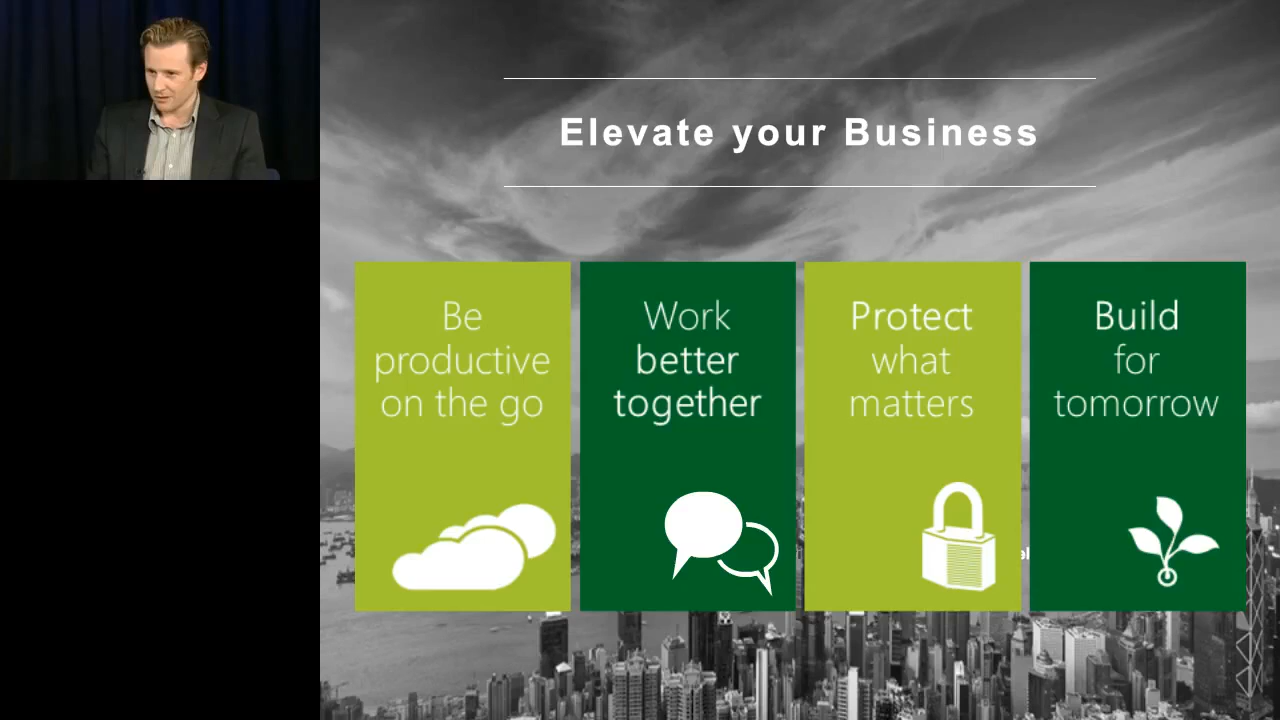 Elevate your Business
Be
productive
on the go
Work
better
together
Protect
what
matters
Build
for
tomorrow